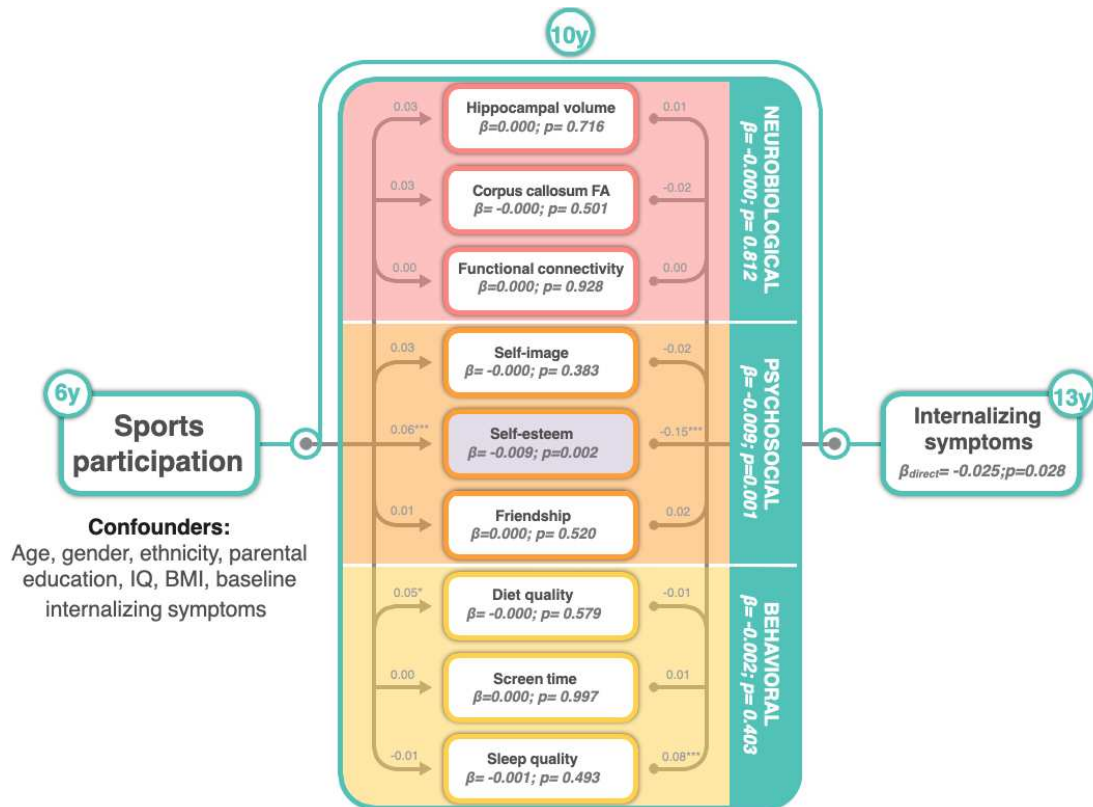 10y
0.03
Hippocampal volume
β=0.000; p= 0.716
0.01
0.03
Corpus callosum FA
β= -0.000; p= 0.501
-0.02
0.00
Functional connectivity
β=0.000; p= 0.928
0.00
NEUROBIOLOGICAL
β= -0.000; p= 0.812
6y
Sports
participation
Confounders:
Age, gender, ethnicity, parental
education, IQ, BMI, baseline
internalizing symptoms
0.03
Self-image
β= -0.000; p= 0.383
-0.02
0.06***
Self-esteem
β= -0.009; p=0.002
-0.15***
0.01
Friendship
β=0.000; p= 0.520
0.02
PSYCHOSOCIAL
β= -0.009; p=0.001
13y
Internalizing
symptoms
βdirect= -0.025;p=0.028
0.05*
Diet quality
β= -0.000; p= 0.579
-0.01
0.00
Screen time
β=0.000; p= 0.997
0.01
-0.01
Sleep quality
β= -0.001; p= 0.493
0.08***
BEHAVIORAL
β= -0.002; p= 0.403